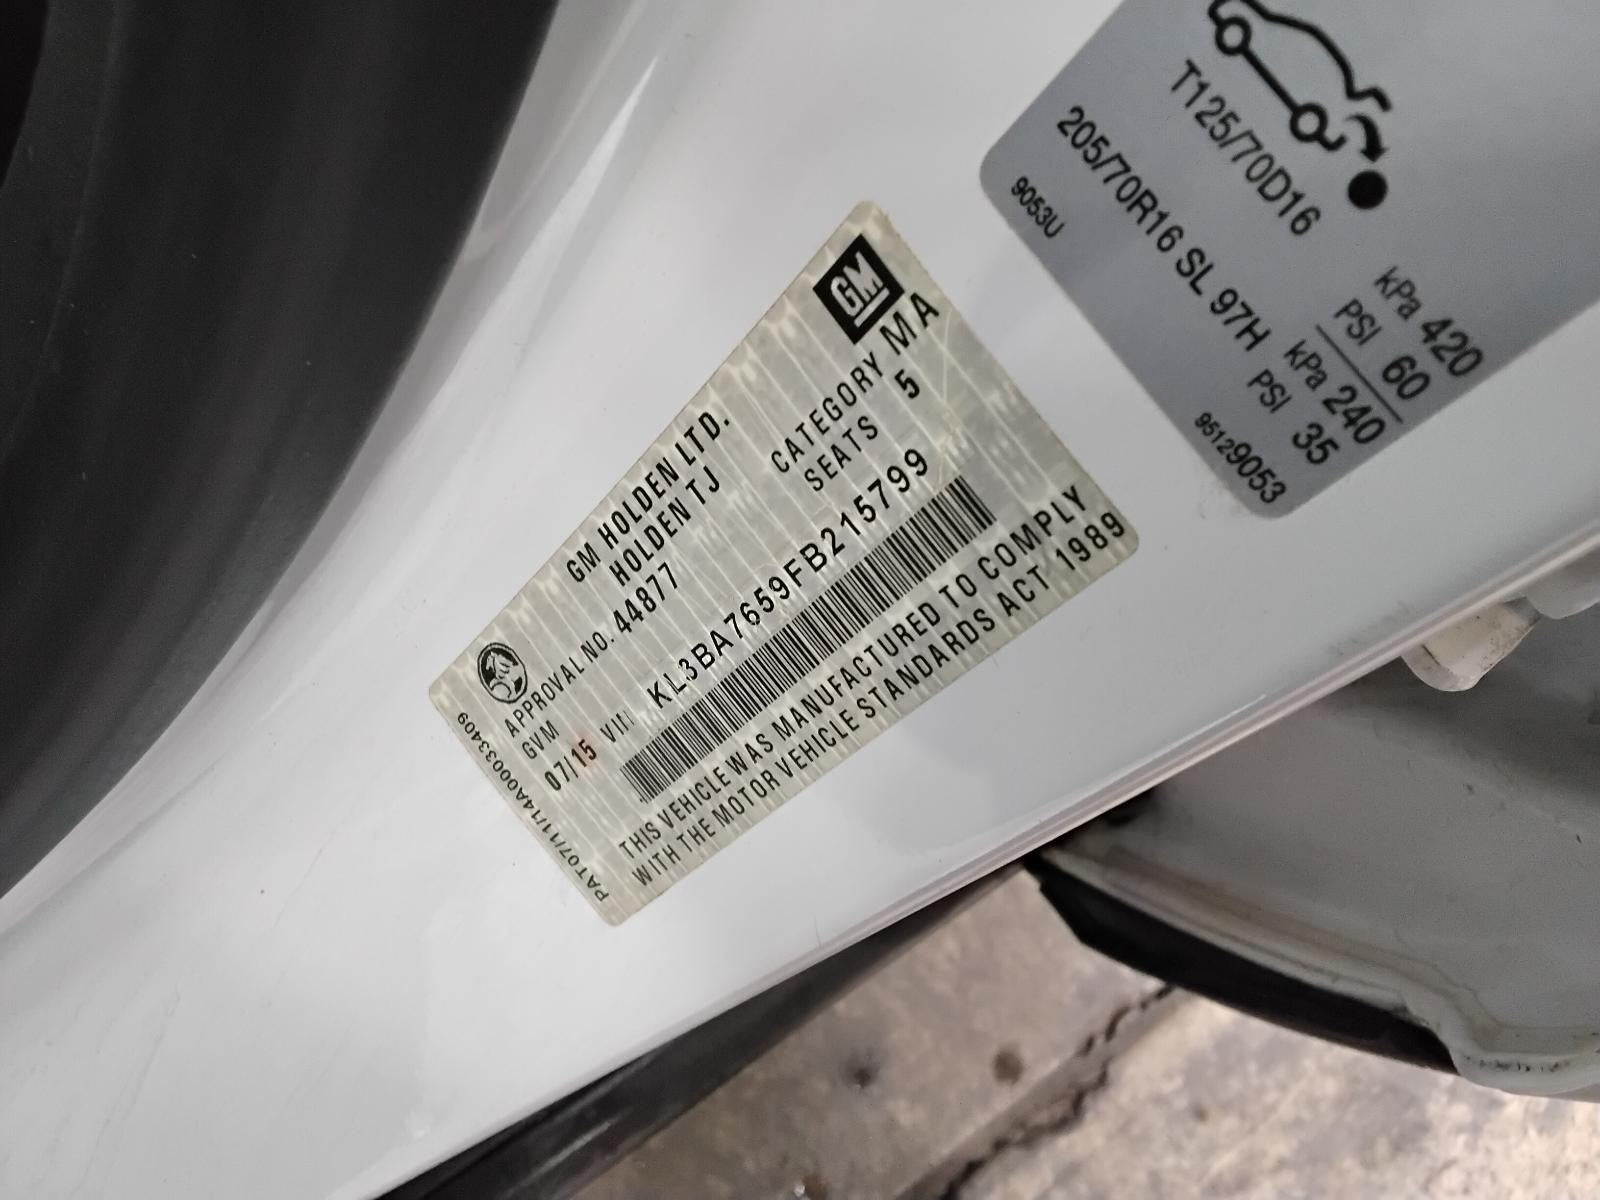 GM
GM HOLDEN LTD.
HOLDEN TJ
APPROVAL NO. 44877
CATEGORY MA
GVM
SEATS 5
07/15 VIN KL3BA7659FB215799
THIS VEHICLE WAS MANUFACTURED TO COMPLY
WITH THE MOTOR VEHICLE STANDARDS ACT 1989
PAT07/11/14A000033409
T125/70D16
kPa 420
PSI 60
205/70R16 SL 97H
kPa 240
PSI 35
9053U
95129053